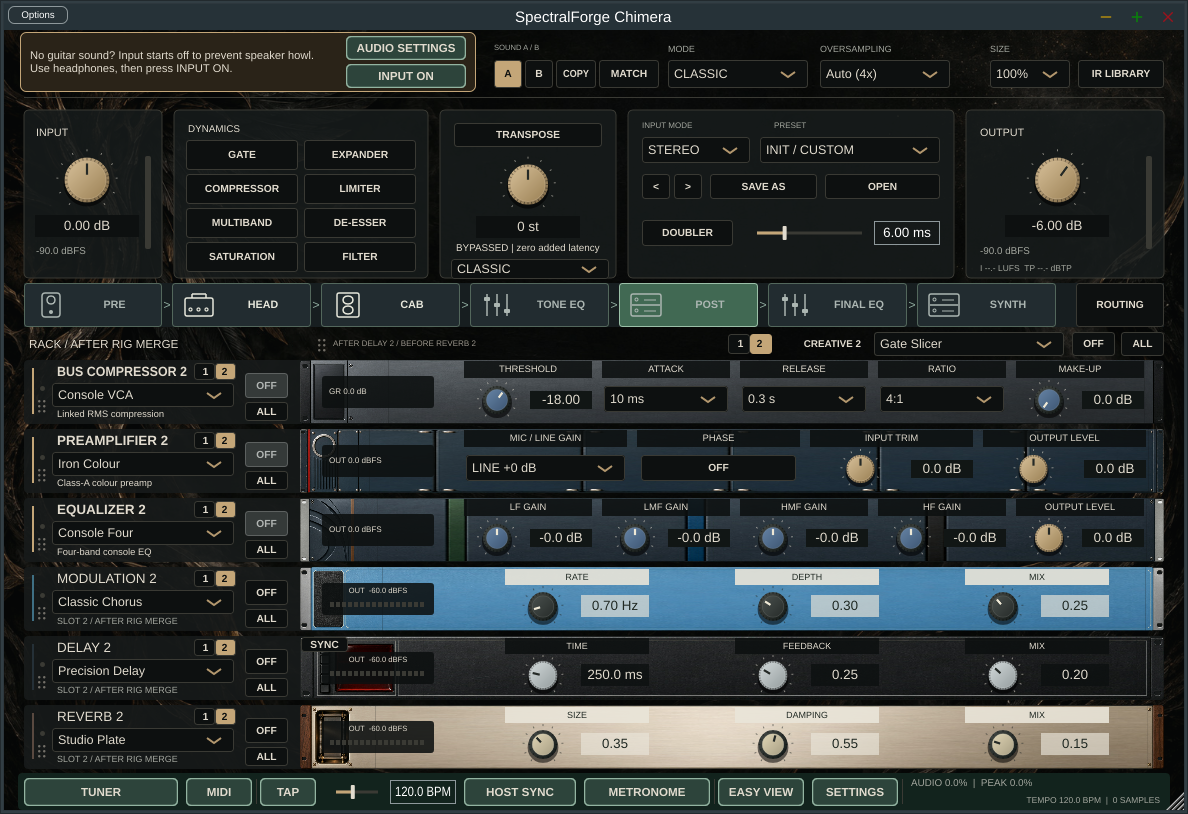 Options
SpectralForge Chimera
No guitar sound? Input starts off to prevent speaker howl.
Use headphones, then press INPUT ON.
AUDIO SETTINGS
INPUT ON
SOUND A / B
A B COPY MATCH
MODE
CLASSIC
OVERSAMPLING
Auto (4x)
SIZE
100%
IR LIBRARY
INPUT
0.00 dB
-90.0 dBFS
DYNAMICS
GATE EXPANDER
COMPRESSOR LIMITER
MULTIBAND DE-ESSER
SATURATION FILTER
TRANSPOSE
0 st
BYPASSED | zero added latency
CLASSIC
INPUT MODE PRESET
STEREO INIT / CUSTOM
< > SAVE AS OPEN
DOUBLER 6.00 ms
OUTPUT
-6.00 dB
-90.0 dBFS
I --.- LUFS TP --.- dBTP
PRE > HEAD > CAB > TONE EQ > POST > FINAL EQ > SYNTH ROUTING
RACK / AFTER RIG MERGE
AFTER DELAY 2 / BEFORE REVERB 2
1 2 CREATIVE 2 Gate Slicer OFF ALL
BUS COMPRESSOR 2 1 2
Console VCA
Linked RMS compression
OFF
ALL
GR 0.0 dB
THRESHOLD ATTACK RELEASE RATIO MAKE-UP
-18.00 10 ms 0.3 s 4:1 0.0 dB
PREAMPLIFIER 2 1 2
Iron Colour
Class-A colour preamp
OFF
ALL
OUT 0.0 dBFS
MIC / LINE GAIN PHASE INPUT TRIM OUTPUT LEVEL
LINE +0 dB OFF 0.0 dB 0.0 dB
EQUALIZER 2 1 2
Console Four
Four-band console EQ
OFF
ALL
OUT 0.0 dBFS
LF GAIN LMF GAIN HMF GAIN HF GAIN OUTPUT LEVEL
-0.0 dB -0.0 dB -0.0 dB -0.0 dB 0.0 dB
MODULATION 2 1 2
Classic Chorus
SLOT 2 / AFTER RIG MERGE
OFF
ALL
OUT -60.0 dBFS
RATE DEPTH MIX
0.70 Hz 0.30 0.25
DELAY 2 1 2
Precision Delay
SLOT 2 / AFTER RIG MERGE
OFF
ALL
SYNC
OUT -60.0 dBFS
TIME FEEDBACK MIX
250.0 ms 0.25 0.20
REVERB 2 1 2
Studio Plate
SLOT 2 / AFTER RIG MERGE
OFF
ALL
OUT -60.0 dBFS
SIZE DAMPING MIX
0.35 0.55 0.15
TUNER MIDI TAP 120.0 BPM HOST SYNC METRONOME EASY VIEW SETTINGS
AUDIO 0.0% | PEAK 0.0%
TEMPO 120.0 BPM | 0 SAMPLES